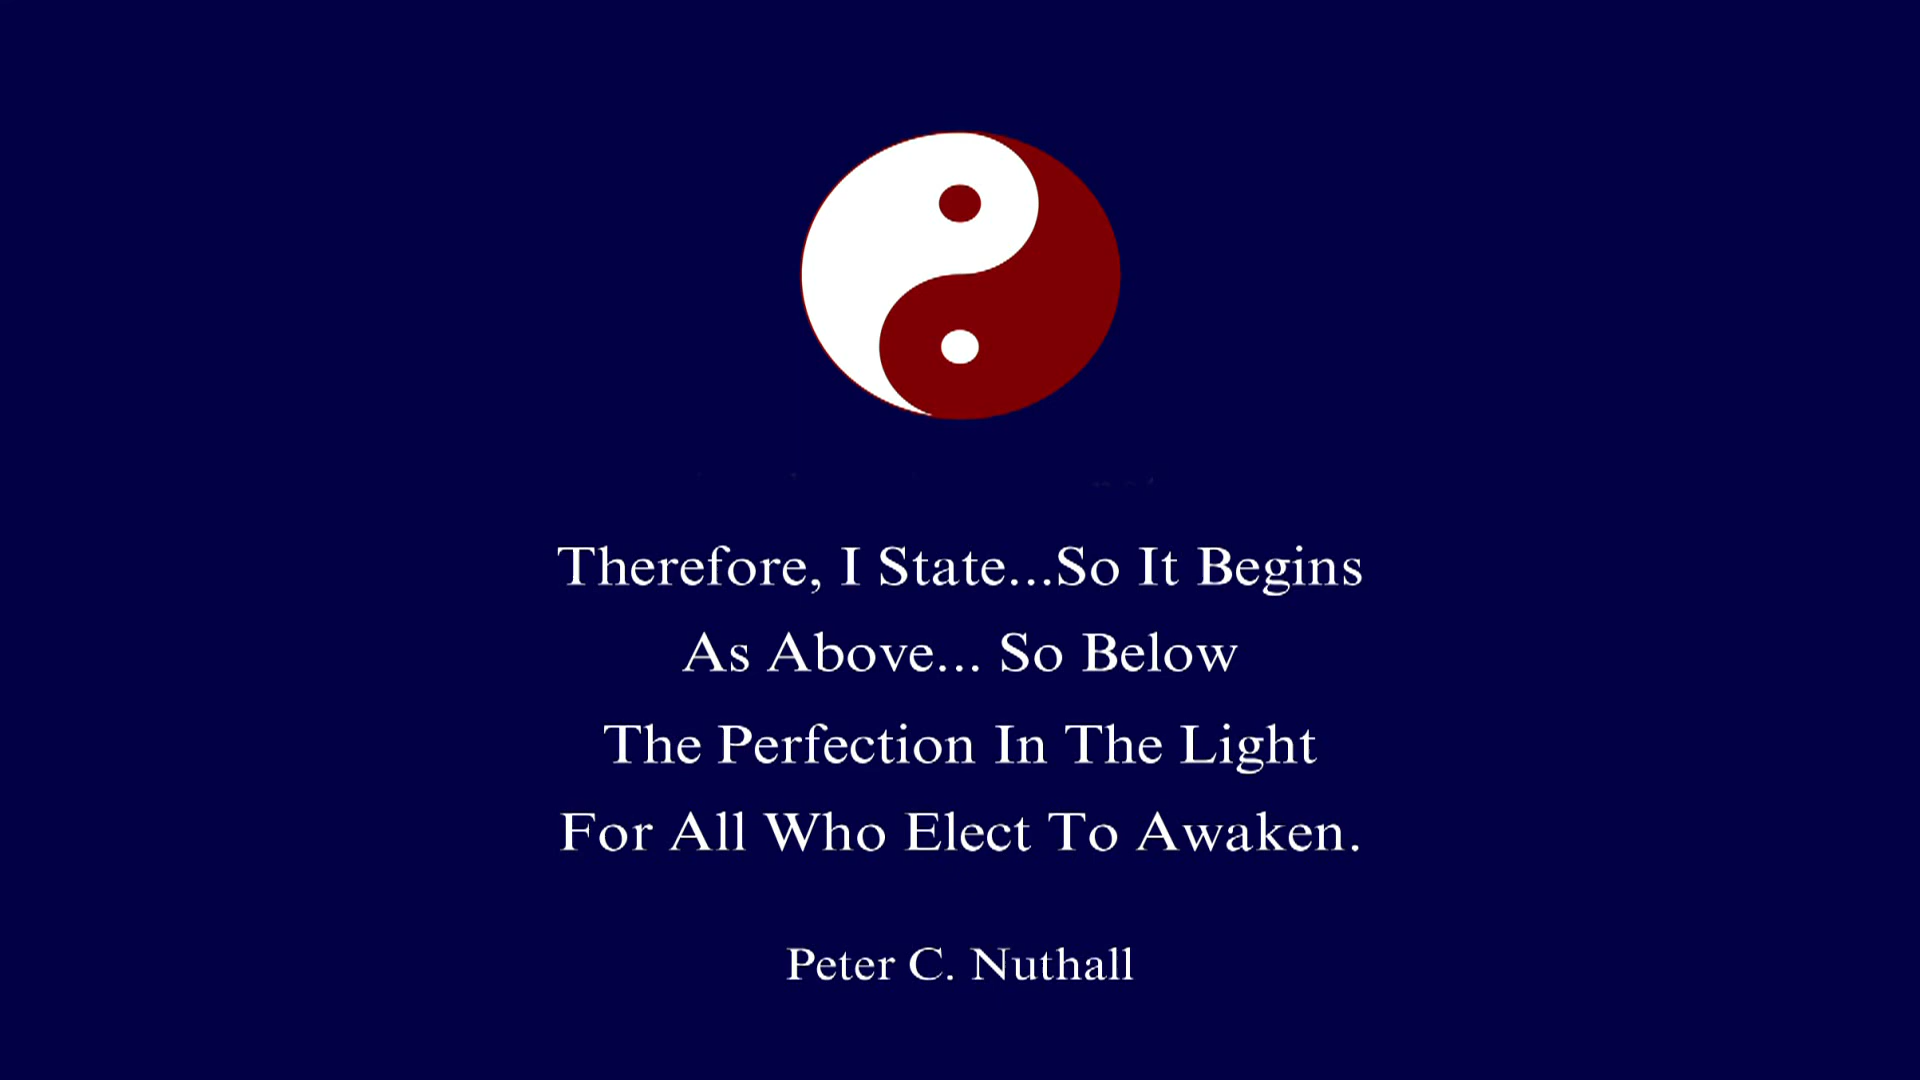 Therefore, I State...So It Begins
As Above... So Below
The Perfection In The Light
For All Who Elect To Awaken.
Peter C. Nuthall